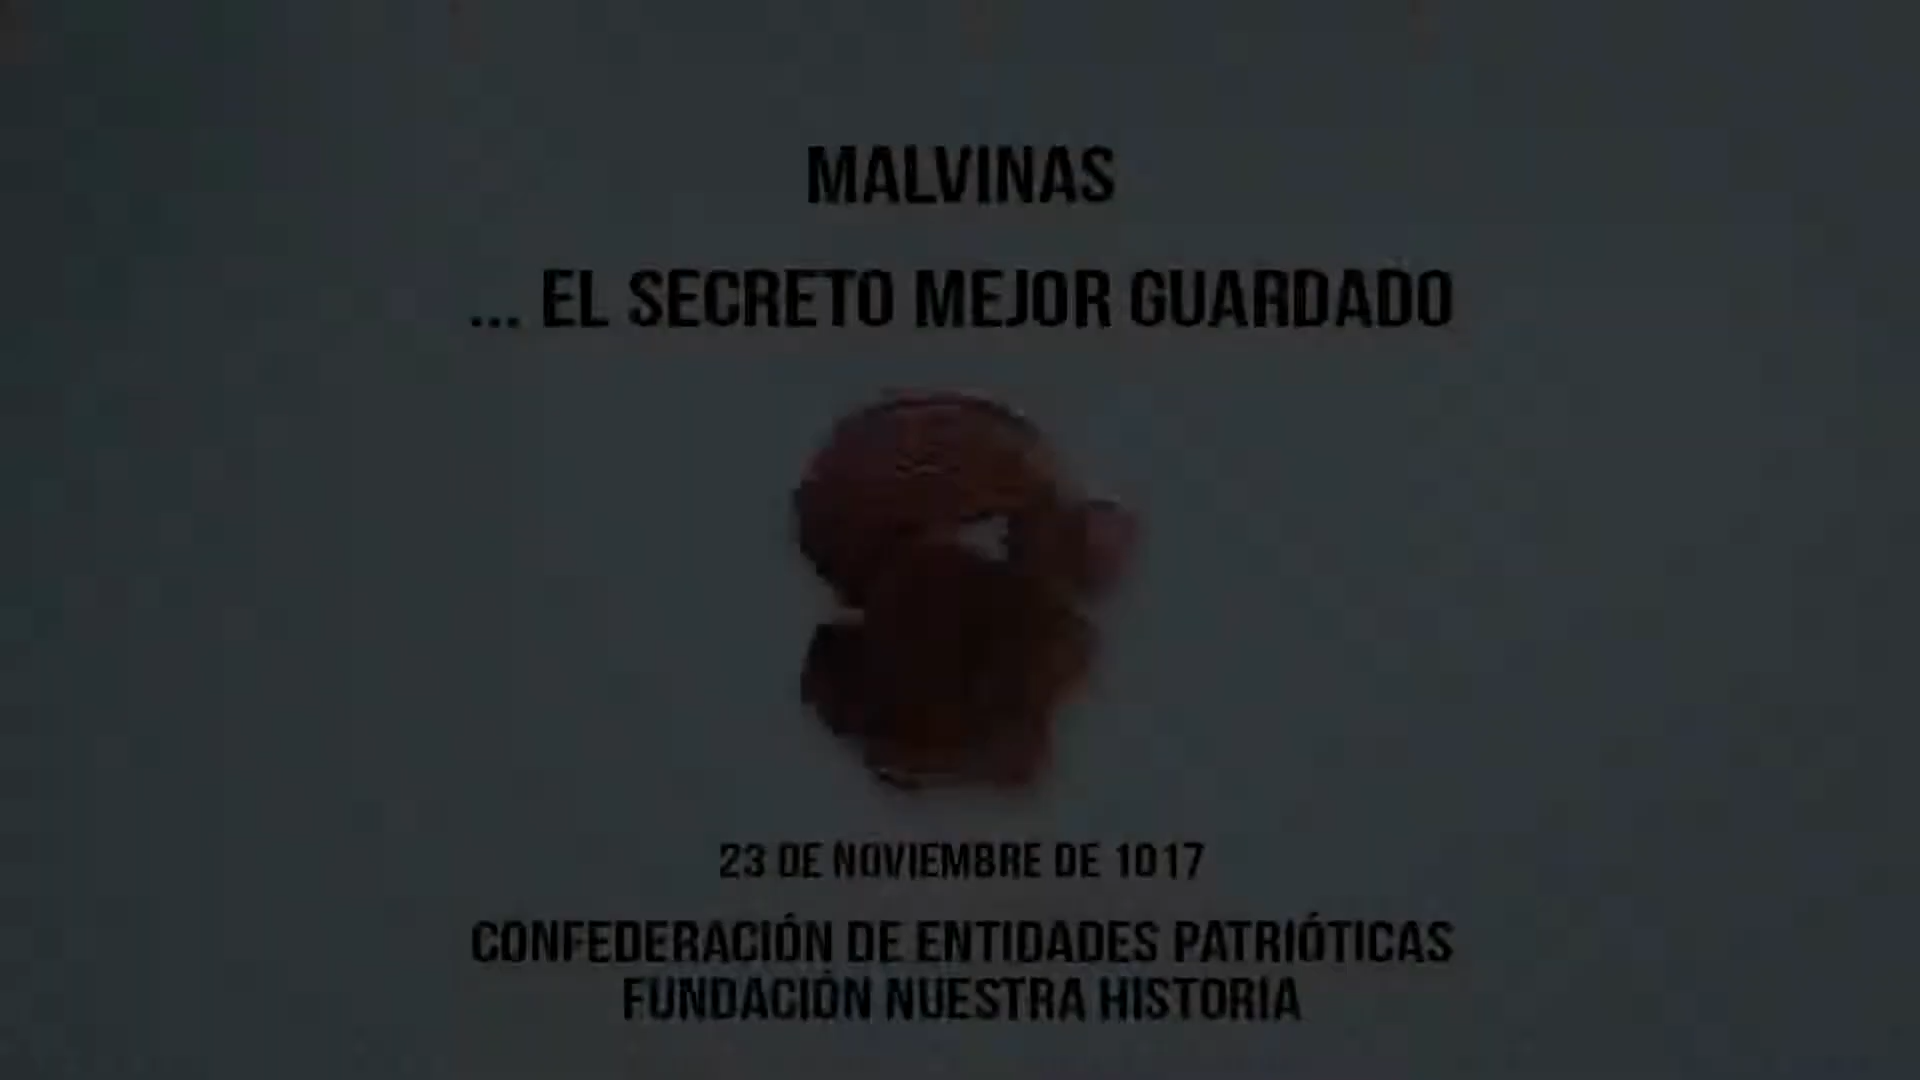 MALVINAS
... EL SECRETO MEJOR GUARDADO
23 DE NOVIEMBRE DE 1017
CONFEDERACIÓN DE ENTIDADES PATRIÓTICAS
FUNDACIÓN NUESTRA HISTORIA